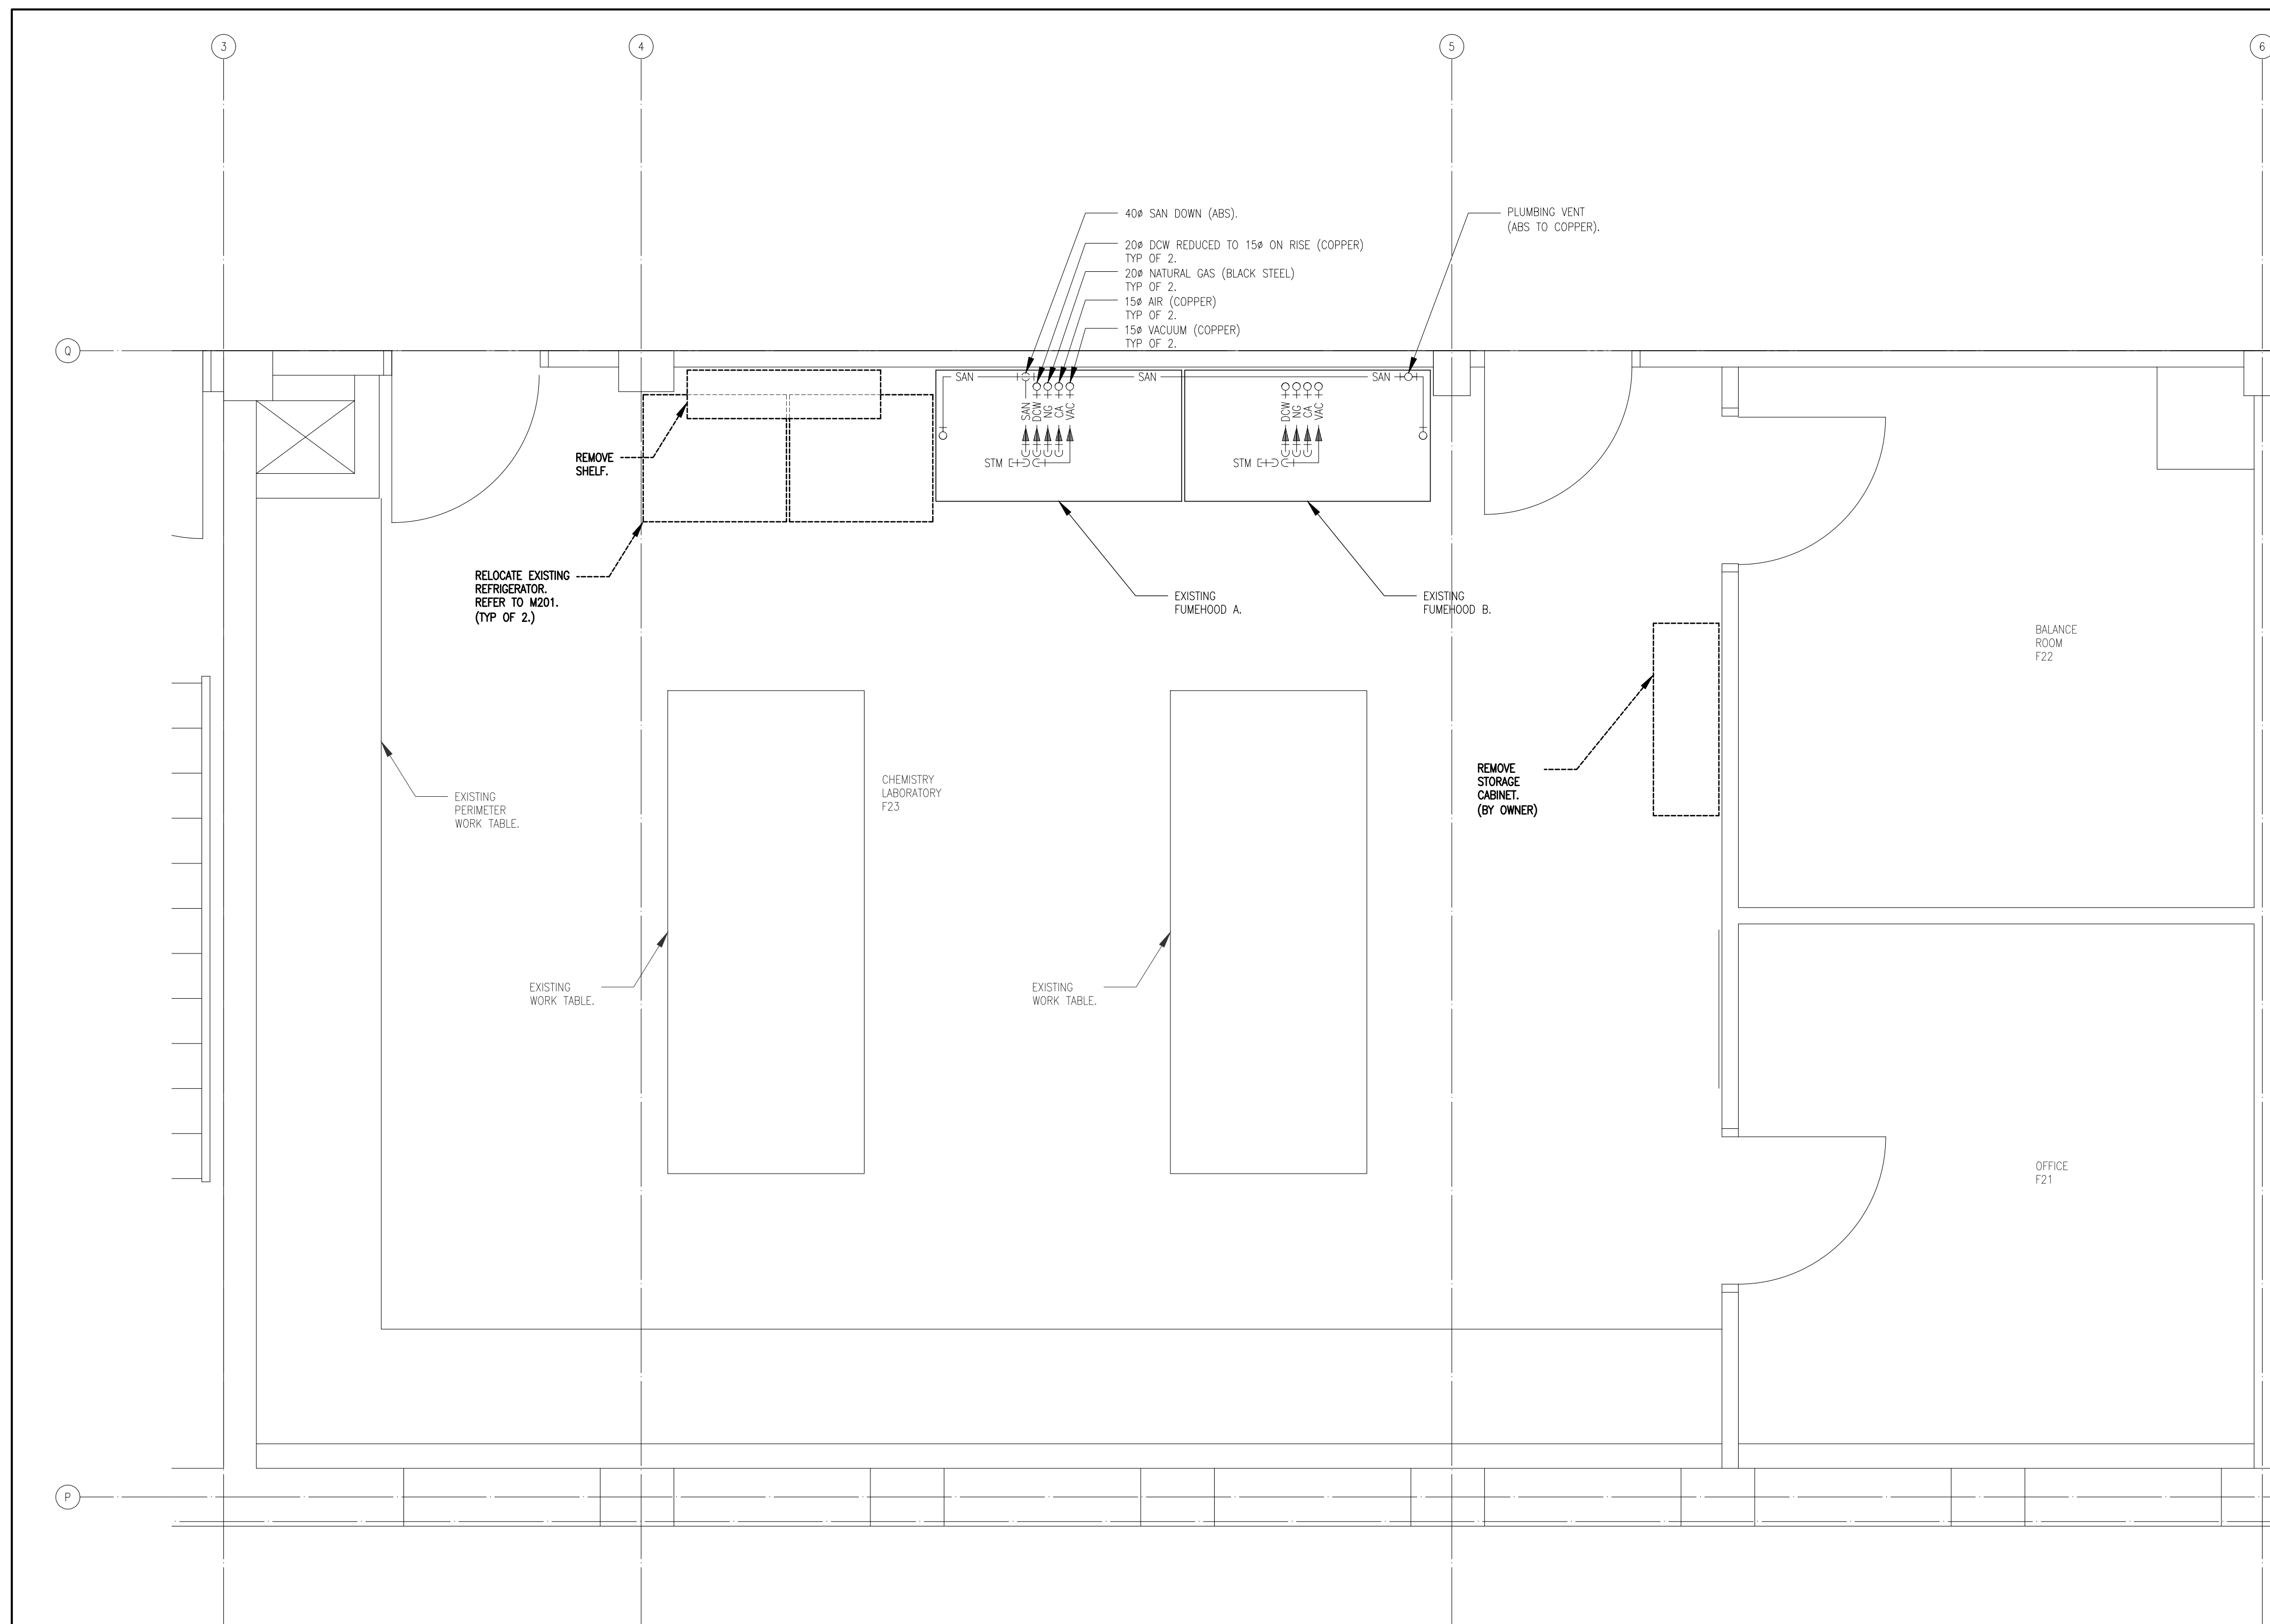 3
4
5
6
40ø SAN DOWN (ABS).
20ø DCW REDUCED TO 15ø ON RISE (COPPER)
TYP OF 2.
20ø NATURAL GAS (BLACK STEEL)
TYP OF 2.
15ø AIR (COPPER)
TYP OF 2.
15ø VACUUM (COPPER)
TYP OF 2.
PLUMBING VENT
(ABS TO COPPER).
Q
SAN
SAN
SAN
SAN
DCW
NG
CA
VAC
DCW
NG
CA
VAC
STM
STM
REMOVE
SHELF.
RELOCATE EXISTING
REFRIGERATOR.
REFER TO M201.
(TYP OF 2.)
EXISTING
FUMEHOOD A.
EXISTING
FUMEHOOD B.
BALANCE
ROOM
F22
REMOVE
STORAGE
CABINET.
(BY OWNER)
CHEMISTRY
LABORATORY
F23
EXISTING
PERIMETER
WORK TABLE.
EXISTING
WORK TABLE.
EXISTING
WORK TABLE.
OFFICE
F21
P